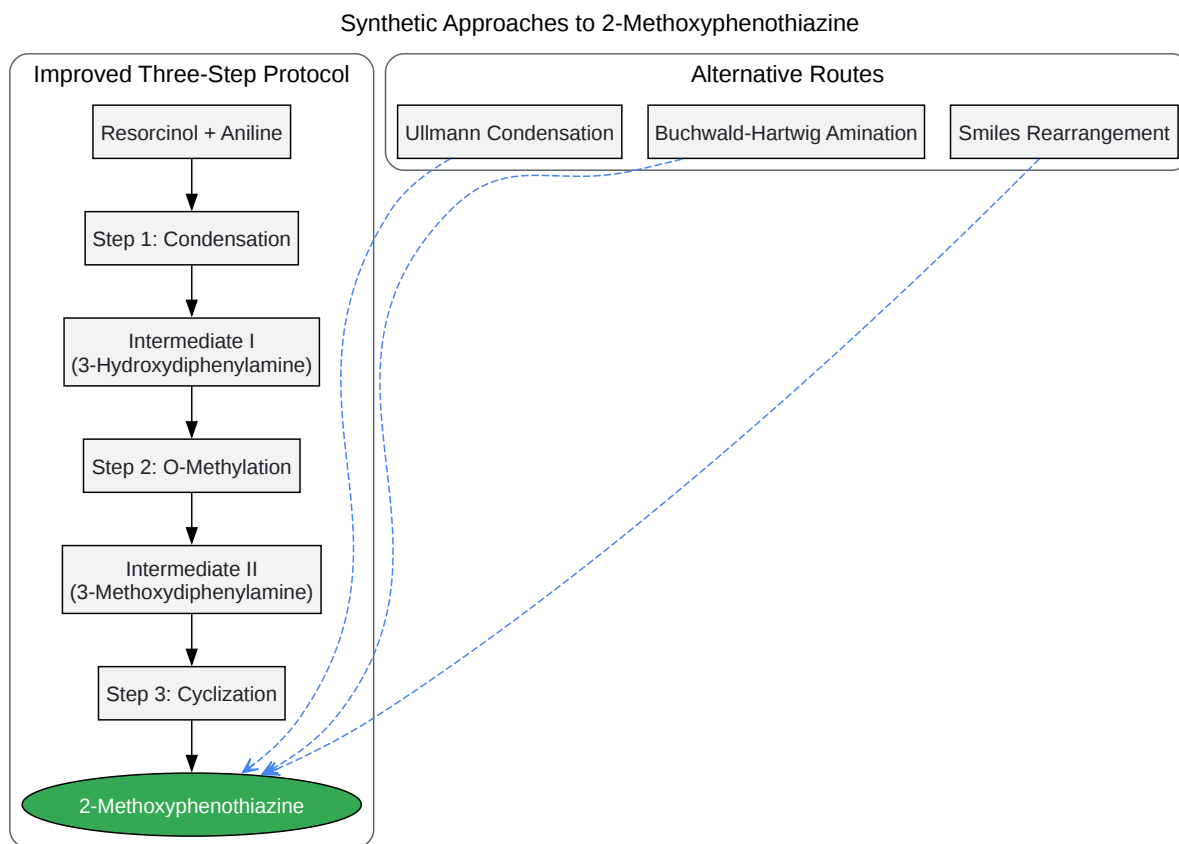 Synthetic Approaches to 2-Methoxyphenothiazine
Improved Three-Step Protocol
Resorcinol + Aniline
Step 1: Condensation
Intermediate I
(3-Hydroxydiphenylamine)
Step 2: O-Methylation
Intermediate II
(3-Methoxydiphenylamine)
Step 3: Cyclization
2-Methoxyphenothiazine
Alternative Routes
Ullmann Condensation
Buchwald-Hartwig Amination
Smiles Rearrangement